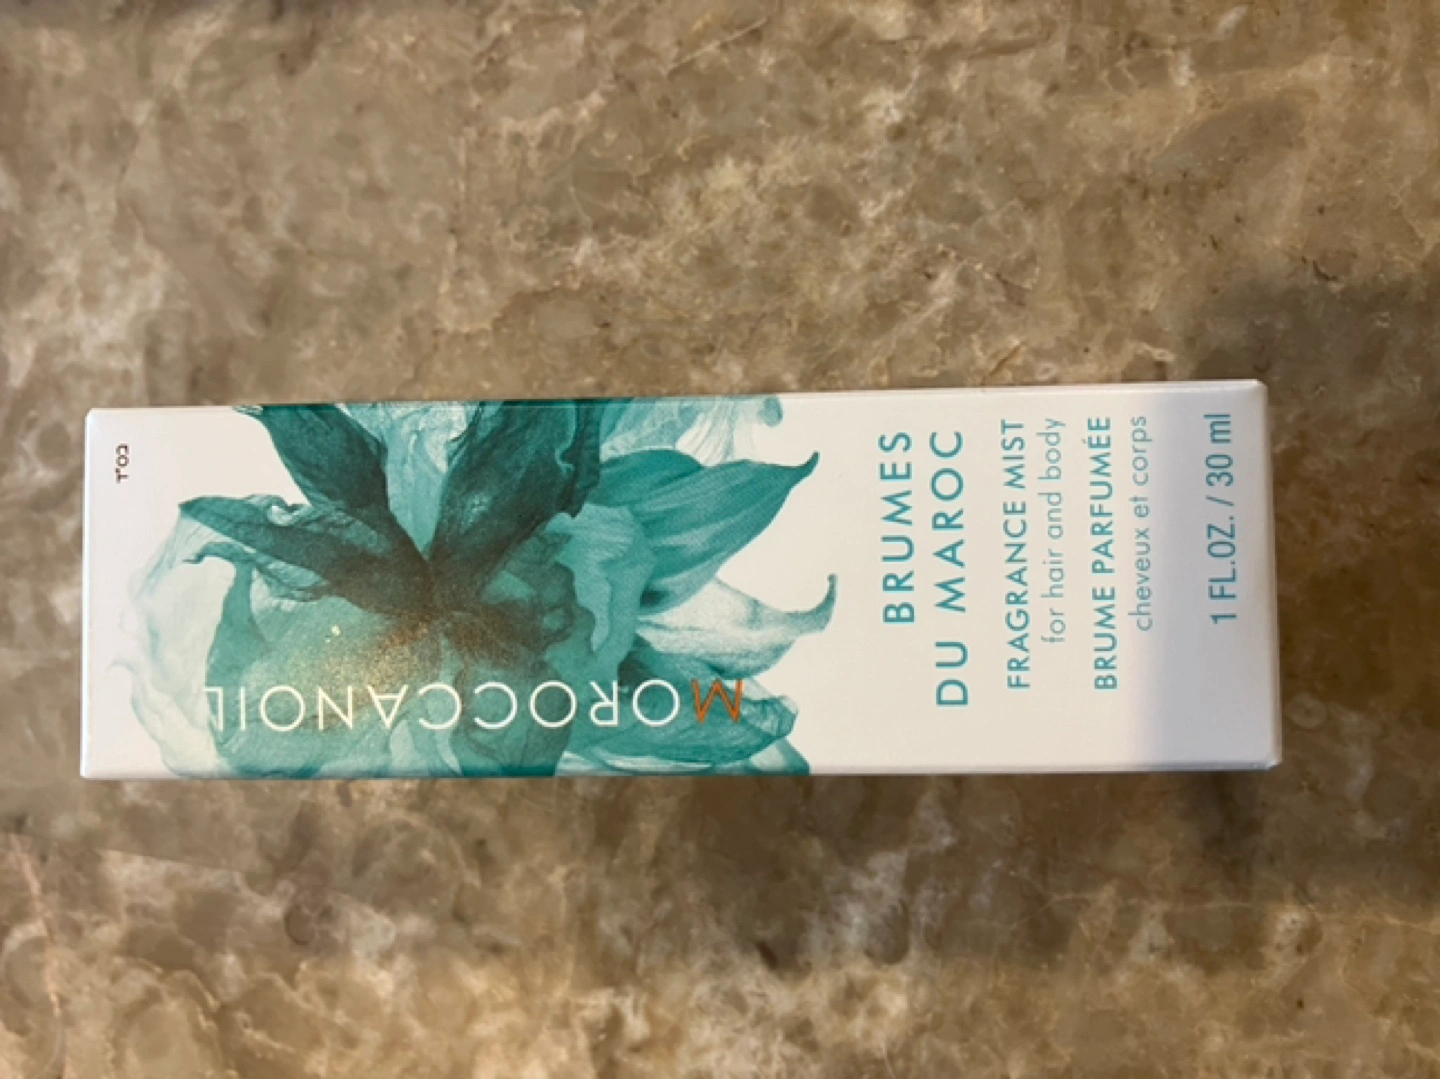 בס"ד
MOROCCANOIL
BRUMES
DU MAROC
FRAGRANCE MIST
for hair and body
BRUME PARFUMÉE
cheveux et corps
1 FL.OZ. / 30 ml